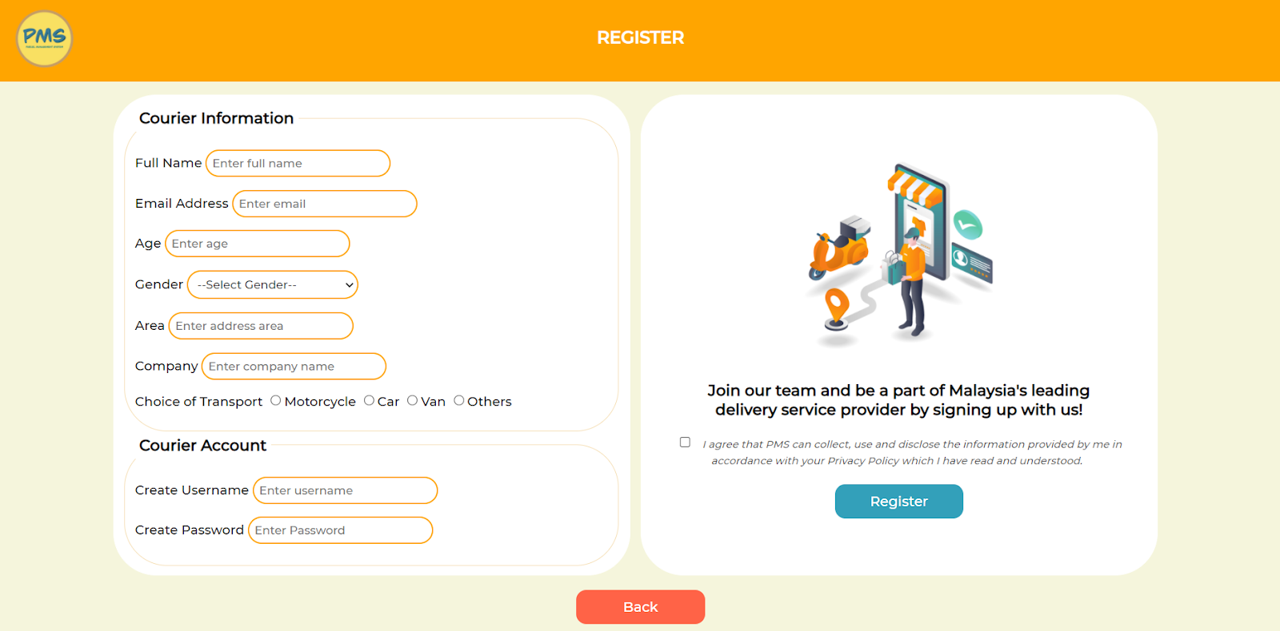 PMS
REGISTER
Courier Information
Full Name Enter full name
Email Address Enter email
Age Enter age
Gender --Select Gender--
Area Enter address area
Company Enter company name
Choice of Transport Motorcycle Car Van Others
Courier Account
Create Username Enter username
Create Password Enter Password
Join our team and be a part of Malaysia's leading
delivery service provider by signing up with us!
I agree that PMS can collect, use and disclose the information provided by me in
accordance with your Privacy Policy which I have read and understood.
Register
Back